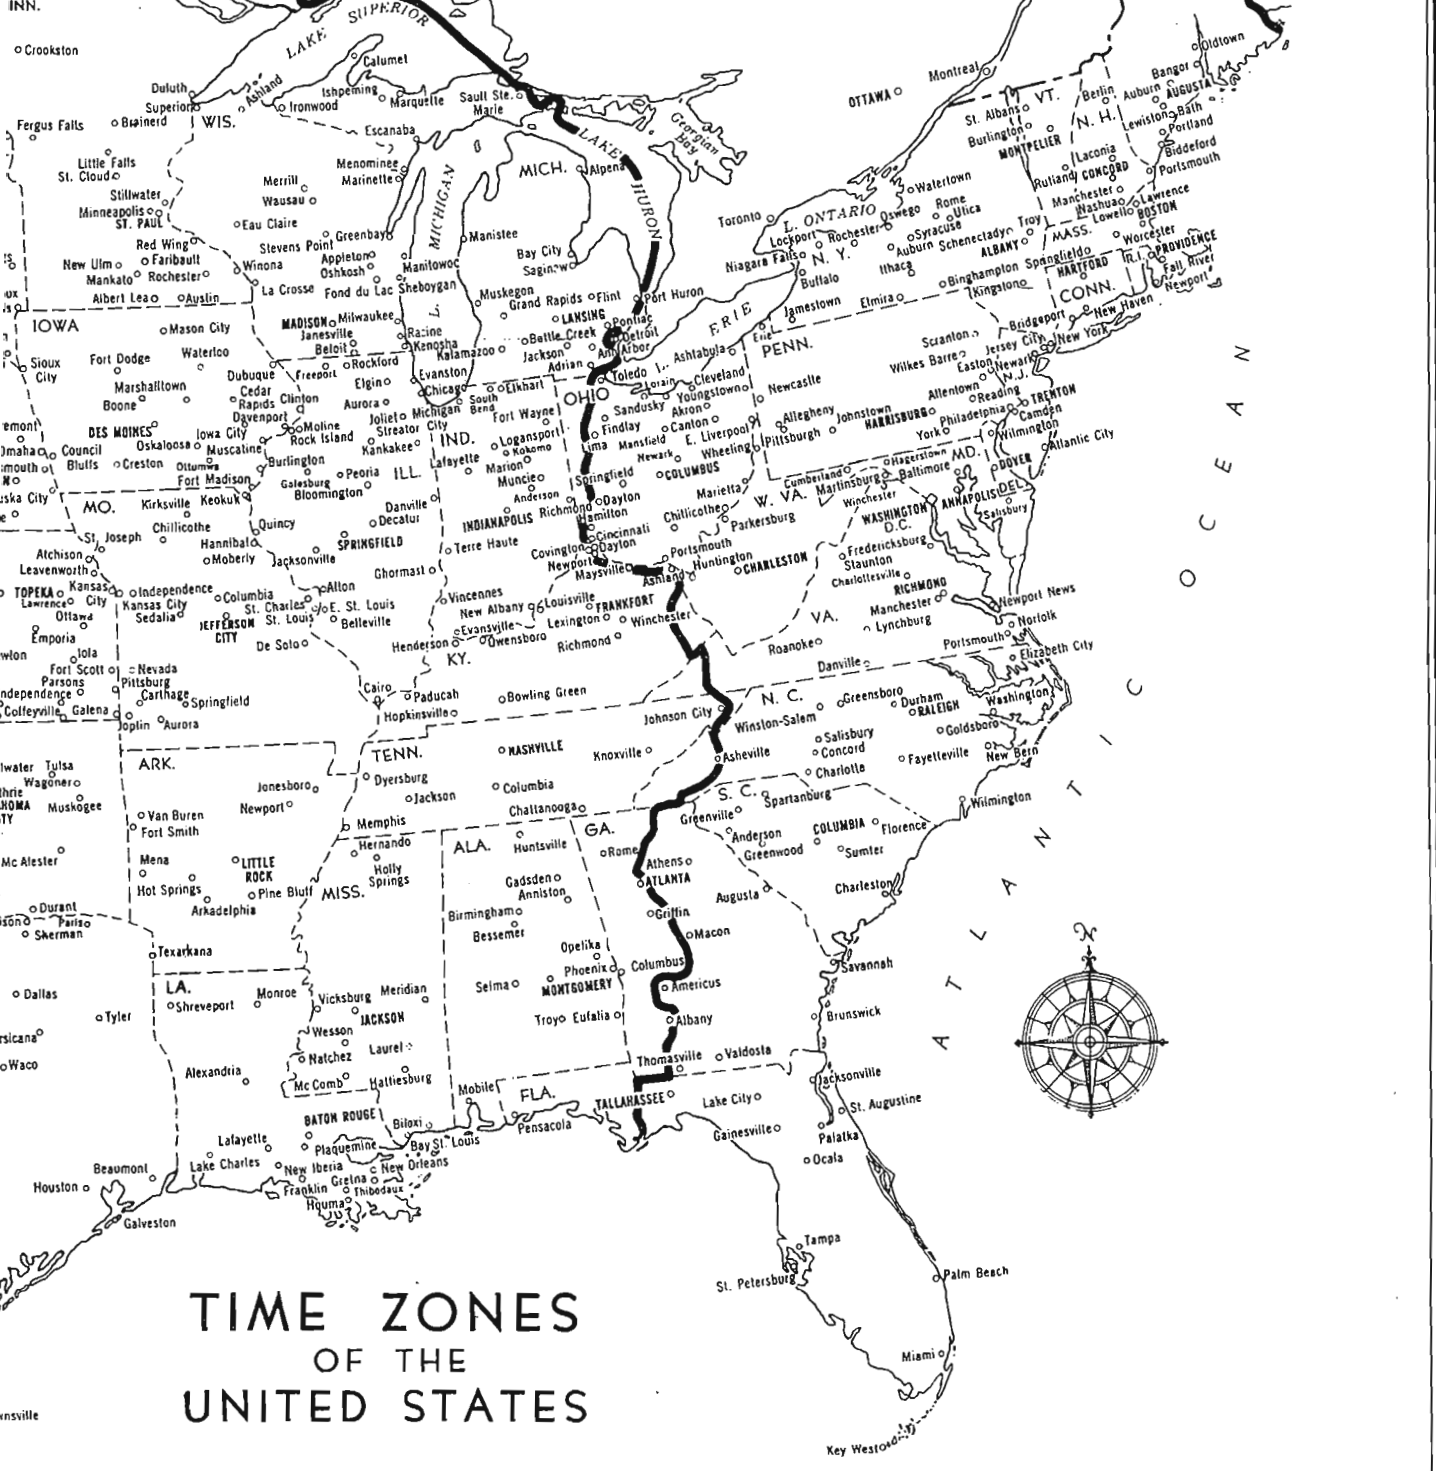 INN.
LAKE SUPERIOR
Crookston
Oldtown
Calumet
Montreal
Bangor
Duluth
Superior
Ashland
Ironwood
Ishpeming
Marquette
Sault Ste. Marie
OTTAWA
VT.
Berlin
Auburn
AUGUSTA
St. Albans
Lewiston
Bath
Fergus Falls
Brainerd
WIS.
Escanaba
LAKE HURON
Georgian Bay
Burlington
N. H.
Portland
MONTPELIER
Biddeford
Little Falls
St. Cloud
Menominee
Marinette
MICH.
Alpena
Laconia
Portsmouth
Rutland
CONCORD
Stillwater
Minneapolis
ST. PAUL
Merrill
Wausau
L. MICHIGAN
Watertown
Manchester
Nashua
Lawrence
Lowell
BOSTON
Eau Claire
Toronto
L. ONTARIO
Oswego
Rome
Utica
Troy
MASS.
Worcester
Red Wing
Stevens Point
Greenbay
Manistee
Lockport
Rochester
Syracuse
Auburn
Schenectady
ALBANY
New Ulm
Faribault
Mankato
Rochester
Winona
Appleton
Oshkosh
Manitowoc
Bay City
Saginaw
Niagara Falls
N. Y.
Ithaca
Springfield
HARTFORD
R.I.
PROVIDENCE
Fall River
Newport
Buffalo
Binghampton
Albert Lea
Austin
La Crosse
Fond du Lac
Sheboygan
Muskegon
Grand Rapids
Flint
Port Huron
Jamestown
Elmira
Kingston
CONN.
New Haven
IOWA
Mason City
MADISON
Milwaukee
Janesville
Beloit
Racine
Kenosha
LANSING
Pontiac
Battle Creek
Detroit
ERIE
Erie
PENN.
Bridgeport
Scranton
Jersey City
New York
Sioux City
Fort Dodge
Waterloo
Kalamazoo
Jackson
Ann Arbor
Adrian
Ashtabula
Wilkes Barre
Easton
Newark
Dubuque
Freeport
Rockford
Evanston
Toledo
Lorain
Cleveland
Newcastle
Allentown
N.J.
Marshalltown
Boone
Cedar Rapids
Clinton
Elgin
Chicago
Elkhart
OHIO
Sandusky
Youngstown
Akron
Allegheny
Johnstown
HARRISBURG
Reading
TRENTON
Camden
DES MOINES
Davenport
Aurora
Joliet
Michigan City
South Bend
Fort Wayne
Findlay
Canton
Philadelphia
Iowa City
Moline
Rock Island
Streator
IND.
Logansport
Lima
Mansfield
E. Liverpool
Pittsburgh
York
Wilmington
Oskaloosa
Muscatine
Kankakee
Lafayette
Kokomo
Newark
Wheeling
Hagerstown
Atlantic City
Council Bluffs
Creston
Ottumwa
Burlington
Peoria
ILL.
Marion
Springfield
COLUMBUS
Cumberland
Martinsburg
Baltimore
MD.
DOVER
Fort Madison
Galesburg
Bloomington
Muncie
Marietta
W. VA.
Winchester
ANNAPOLIS
DEL.
MO.
Kirksville
Keokuk
Danville
Decatur
Anderson
INDIANAPOLIS
Richmond
Dayton
Hamilton
Chillicothe
Parkersburg
WASHINGTON D.C.
Salisbury
St. Joseph
Chillicothe
Quincy
Hannibal
SPRINGFIELD
Terre Haute
Covington
Cincinnati
Dayton
Newport
Portsmouth
Huntington
CHARLESTON
Fredericksburg
Atchison
Leavenworth
Moberly
Jacksonville
Ghormast
Maysville
Ashland
Staunton
Charlottesville
TOPEKA
Kansas City
Independence
Columbia
Alton
Vincennes
Louisville
New Albany
FRANKFORT
RICHMOND
Newport News
Lawrence
Kansas City
Sedalia
JEFFERSON CITY
St. Charles
St. Louis
E. St. Louis
Belleville
Evansville
Lexington
Winchester
VA.
Manchester
Lynchburg
Norfolk
Ottawa
Emporia
De Soto
Henderson
Owensboro
Richmond
Roanoke
Portsmouth
Elizabeth City
Iola
Fort Scott
Nevada
KY.
Danville
Parsons
Pittsburg
Independence
Carthage
Springfield
Cairo
Paducah
Bowling Green
N. C.
Greensboro
Durham
Washington
Coffeyville
Galena
Joplin
Aurora
Hopkinsville
Johnson City
Winston-Salem
RALEIGH
Goldsboro
TENN.
NASHVILLE
Knoxville
Asheville
Salisbury
Concord
Fayetteville
New Bern
Tulsa
Wagoner
ARK.
Dyersburg
Charlotte
Muskogee
Jonesboro
Newport
Jackson
Columbia
Chattanooga
S. C.
Spartanburg
Wilmington
Van Buren
Fort Smith
Memphis
Greenville
Mc Alester
Mena
LITTLE ROCK
Hernando
Holly Springs
ALA.
Huntsville
GA.
Rome
Anderson
Greenwood
COLUMBIA
Florence
Sumter
Hot Springs
Pine Bluff
MISS.
Gadsden
Anniston
Athens
ATLANTA
Augusta
Charleston
Arkadelphia
Durant
Paris
Sherman
Birmingham
Bessemer
Griffin
Macon
Texarkana
Opelika
Phoenix
Columbus
Savannah
Dallas
LA.
Shreveport
Monroe
Vicksburg
Meridian
JACKSON
Selma
MONTGOMERY
Americus
Tyler
Wesson
Troy
Eufalia
Albany
Brunswick
Waco
Natchez
Laurel
Thomasville
Valdosta
Alexandria
Mc Comb
Hattiesburg
Mobile
FLA.
TALLAHASSEE
Lake City
Jacksonville
St. Augustine
BATON ROUGE
Biloxi
Pensacola
Gainesville
Palatka
Lafayette
Plaquemine
Bay St. Louis
Ocala
Beaumont
Lake Charles
New Iberia
New Orleans
Houston
Franklin
Gretna
Thibodaux
Houma
Galveston
Tampa
St. Petersburg
Palm Beach
Miami
Key West
ATLANTIC OCEAN
N
TIME ZONES
OF THE
UNITED STATES
wnsville